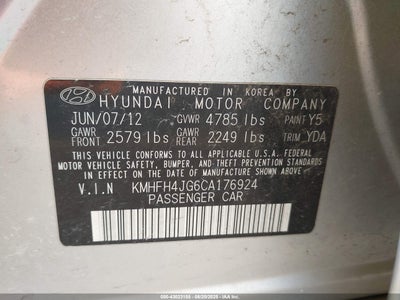 MANUFACTURED IN KOREA BY
HYUNDAI MOTOR COMPANY
JUN/07/12 GVWR 4785 lbs PAINT Y5
GAWR FRONT 2579 lbs GAWR REAR 2249 lbs TRIM YDA
THIS VEHICLE CONFORMS TO ALL APPLICABLE U.S.A. FEDERAL
MOTOR VEHICLE SAFETY, BUMPER, AND THEFT PREVENTION STANDARDS
IN EFFECT ON THE DATE OF MANUFACTURE SHOWN ABOVE.
V.I.N KMHFH4JG6CA176924
PASSENGER CAR